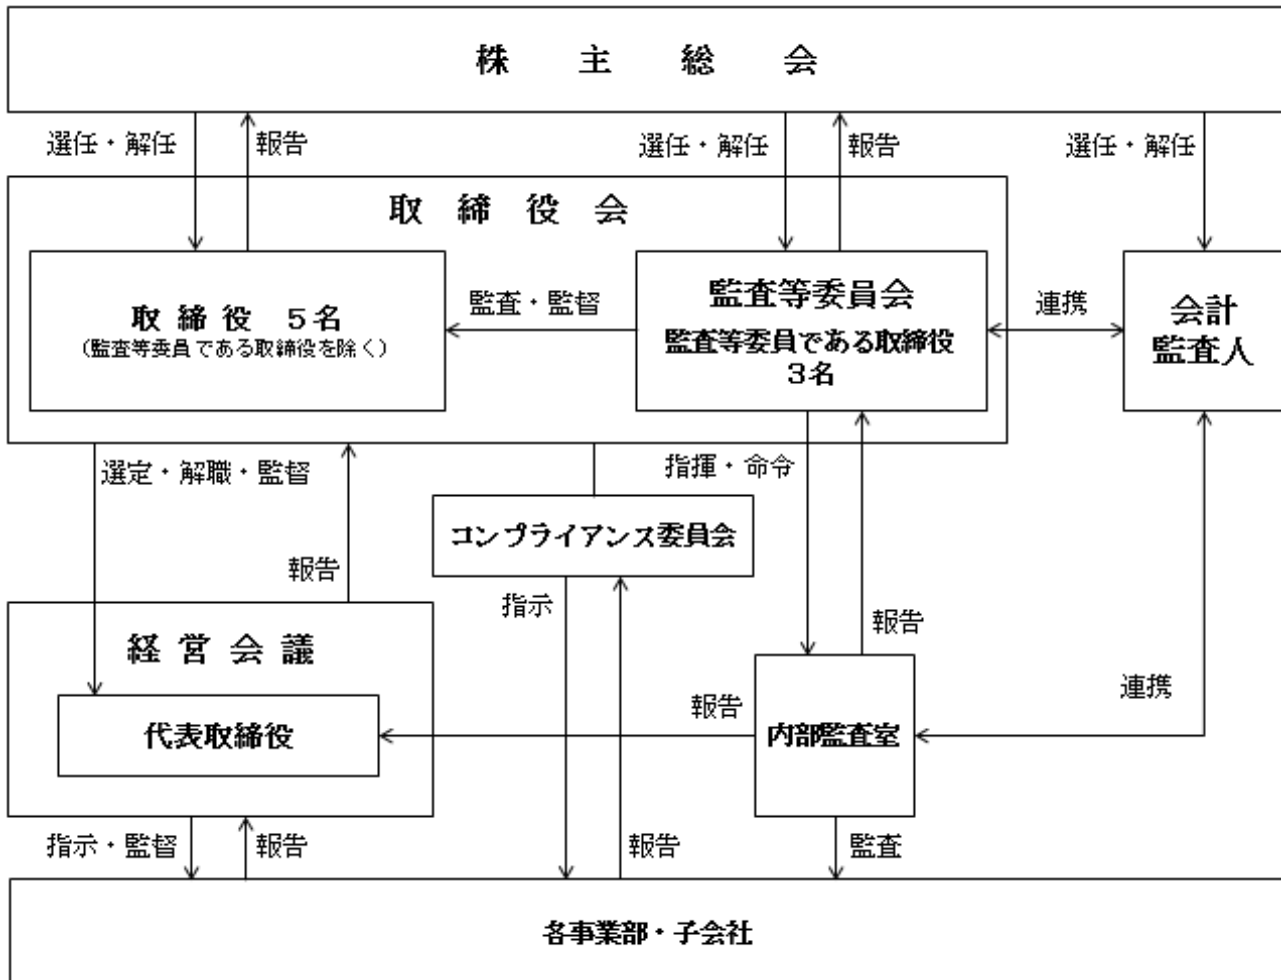 株 主 総 会
選任・解任
報告
選任・解任
報告
選任・解任
取 締 役 会
取 締 役 5名
(監査等委員である取締役を除く)
監査・監督
監査等委員会
監査等委員である取締役
3名
連携
会計
監査人
選定・解職・監督
指揮・命令
コンプライアンス委員会
報告
指示
報告
経 営 会 議
代表取締役
報告
内部監査室
連携
指示・監督
報告
報告
監査
各事業部・子会社